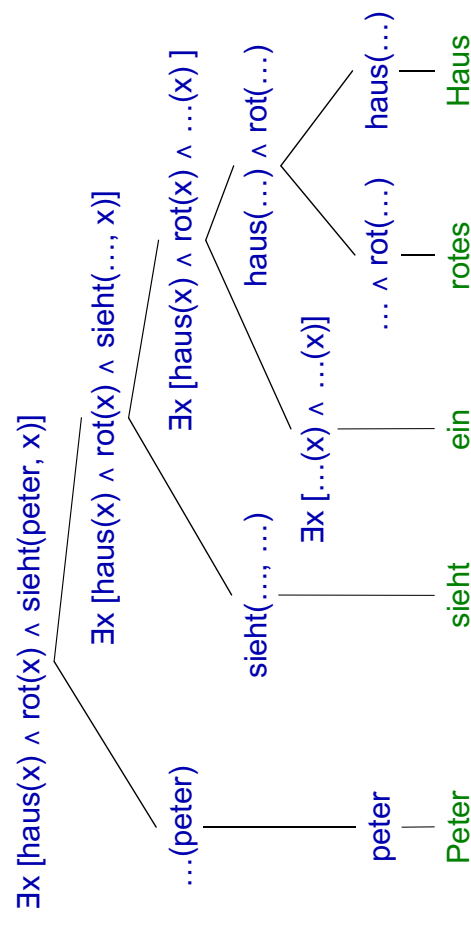 ∃x [haus(x) ∧ rot(x) ∧ sieht(peter, x)]
∃x [haus(x) ∧ rot(x) ∧ sieht(…, x)]
…(peter)
∃x [haus(x) ∧ rot(x) ∧ …(x) ]
sieht(…, …)
haus(…) ∧ rot(…)
∃x […(x) ∧ …(x)]
peter
… ∧ rot(…)
haus(…)
Peter sieht ein rotes Haus